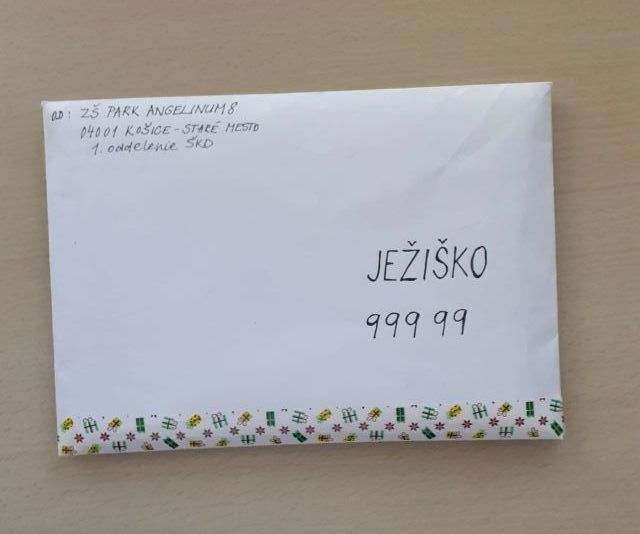 OD: ZŠ PARK ANGELINUM 8
04001 KOŠICE - STARÉ MESTO
1. oddelenie ŠKD
JEŽIŠKO
999 99